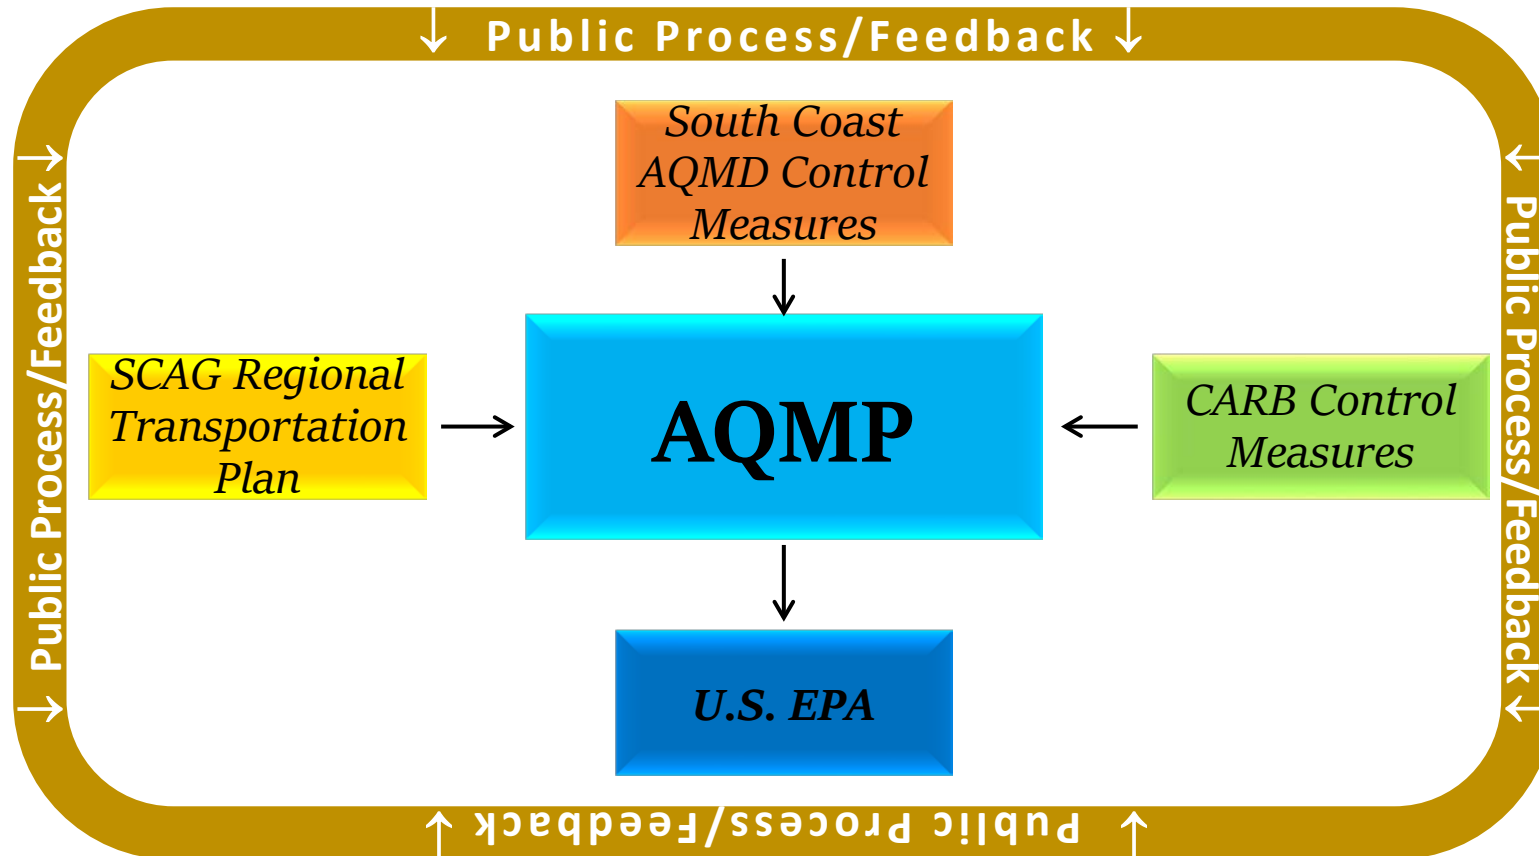 Public Process/Feedback
South Coast
AQMD Control
Measures
Public Process/Feedback
SCAG Regional
Transportation
Plan
AQMP
CARB Control
Measures
Public Process/Feedback
U.S. EPA
Public Process/Feedback